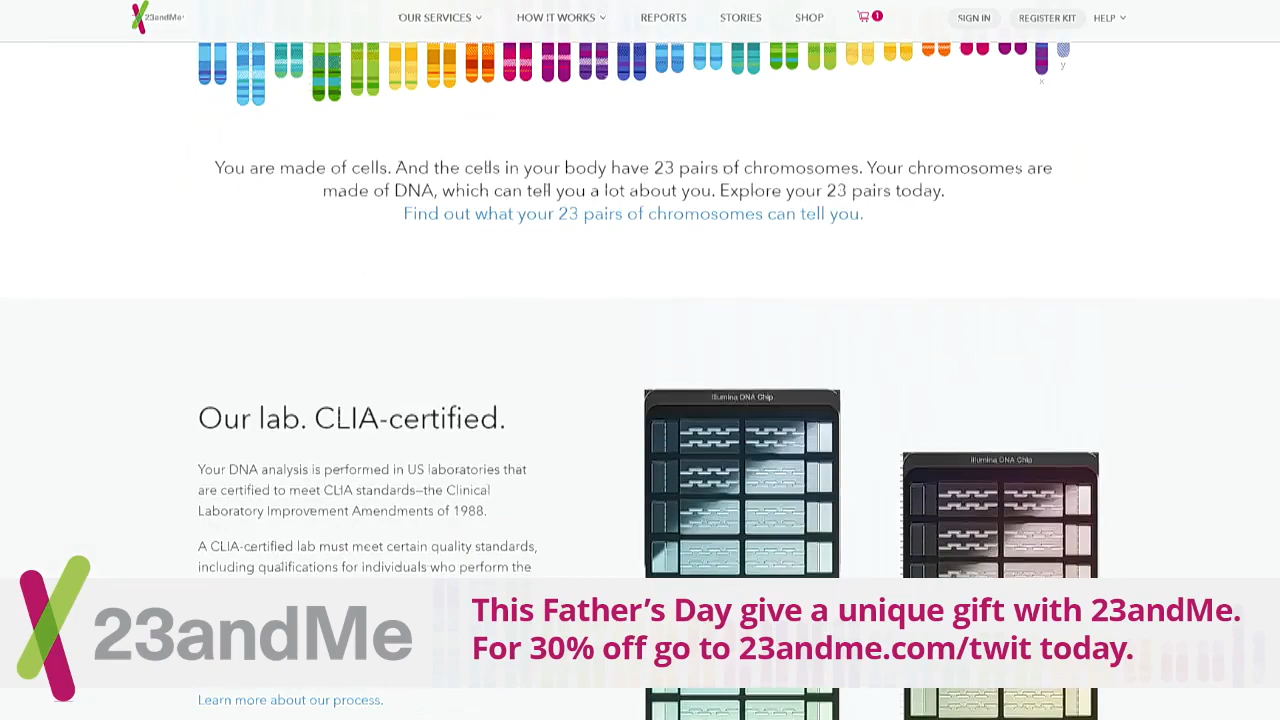 23andMe
OUR SERVICES
HOW IT WORKS
REPORTS
STORIES
SHOP
1
SIGN IN
REGISTER KIT
HELP
x
y
You are made of cells. And the cells in your body have 23 pairs of chromosomes. Your chromosomes are
made of DNA, which can tell you a lot about you. Explore your 23 pairs today.
Find out what your 23 pairs of chromosomes can tell you.
Our lab. CLIA-certified.
Your DNA analysis is performed in US laboratories that
are certified to meet CLIA standards—the Clinical
Laboratory Improvement Amendments of 1988.
A CLIA-certified lab must meet certain quality standards,
including qualifications for individuals who perform the
Illumina DNA Chip
Illumina DNA Chip
23andMe
This Father's Day give a unique gift with 23andMe.
For 30% off go to 23andme.com/twit today.
Learn more about our process.